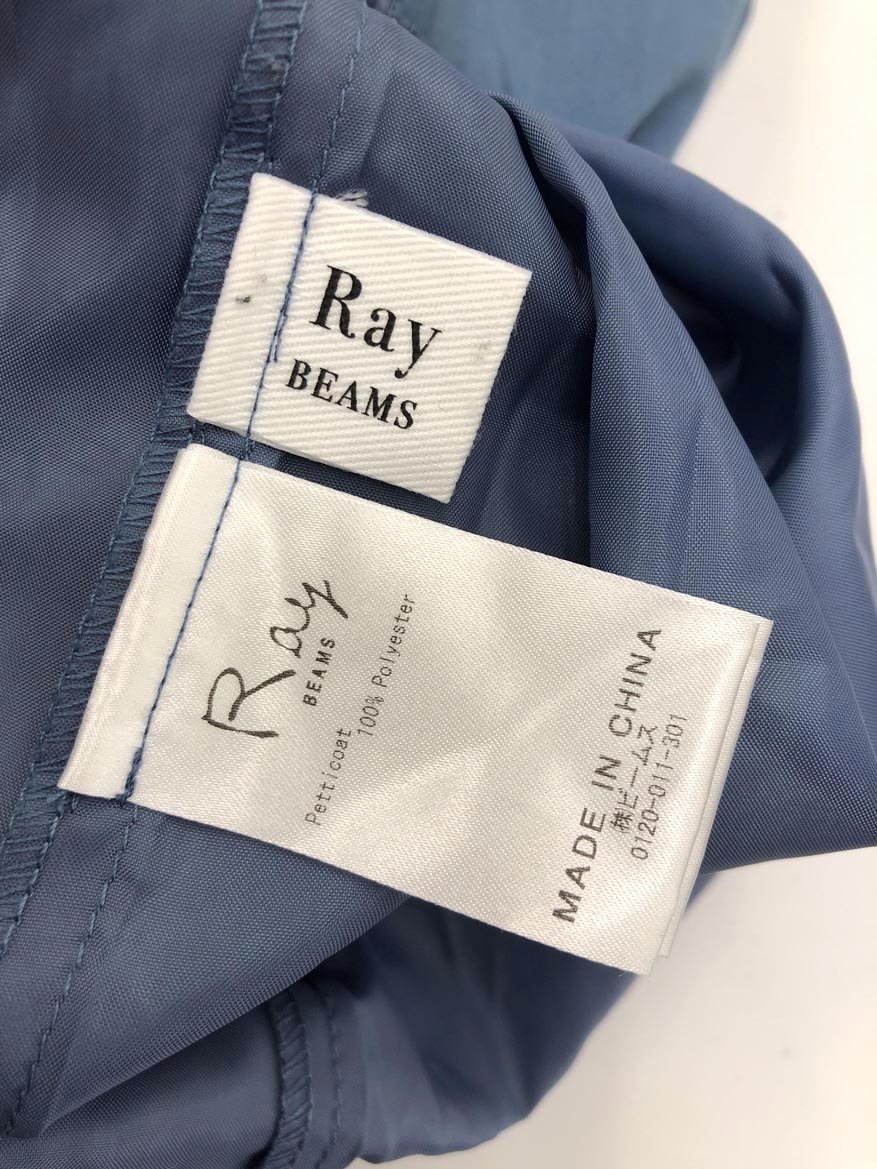 Ray
BEAMS
Ray
BEAMS
Petticoat
100% Polyester
MADE IN CHINA
㈱ビームス
0120-011-301